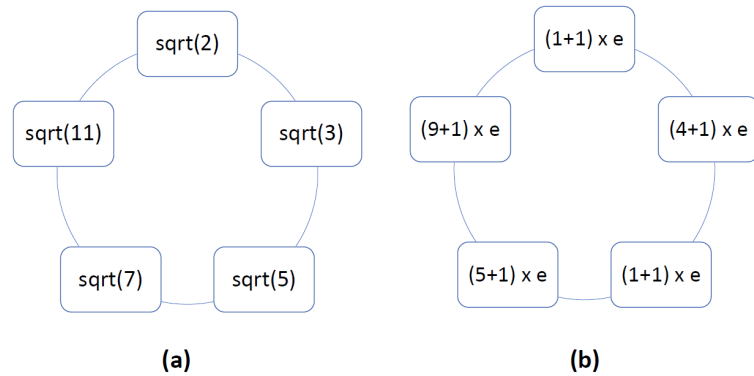 sqrt(2)
sqrt(11)
sqrt(3)
sqrt(7)
sqrt(5)
(a)
(1+1) x e
(9+1) x e
(4+1) x e
(5+1) x e
(1+1) x e
(b)